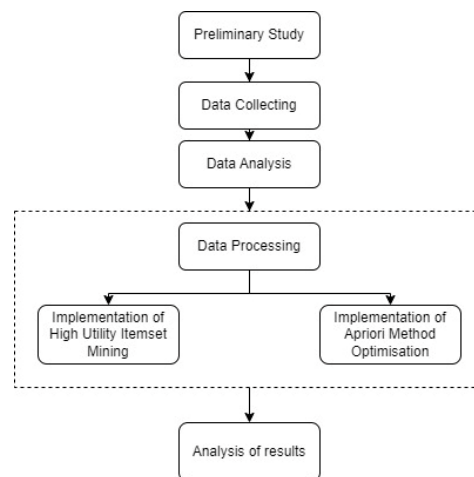 Preliminary Study
Data Collecting
Data Analysis
Data Processing
Implementation of
High Utility Itemset
Mining
Implementation of
Apriori Method
Optimisation
Analysis of results